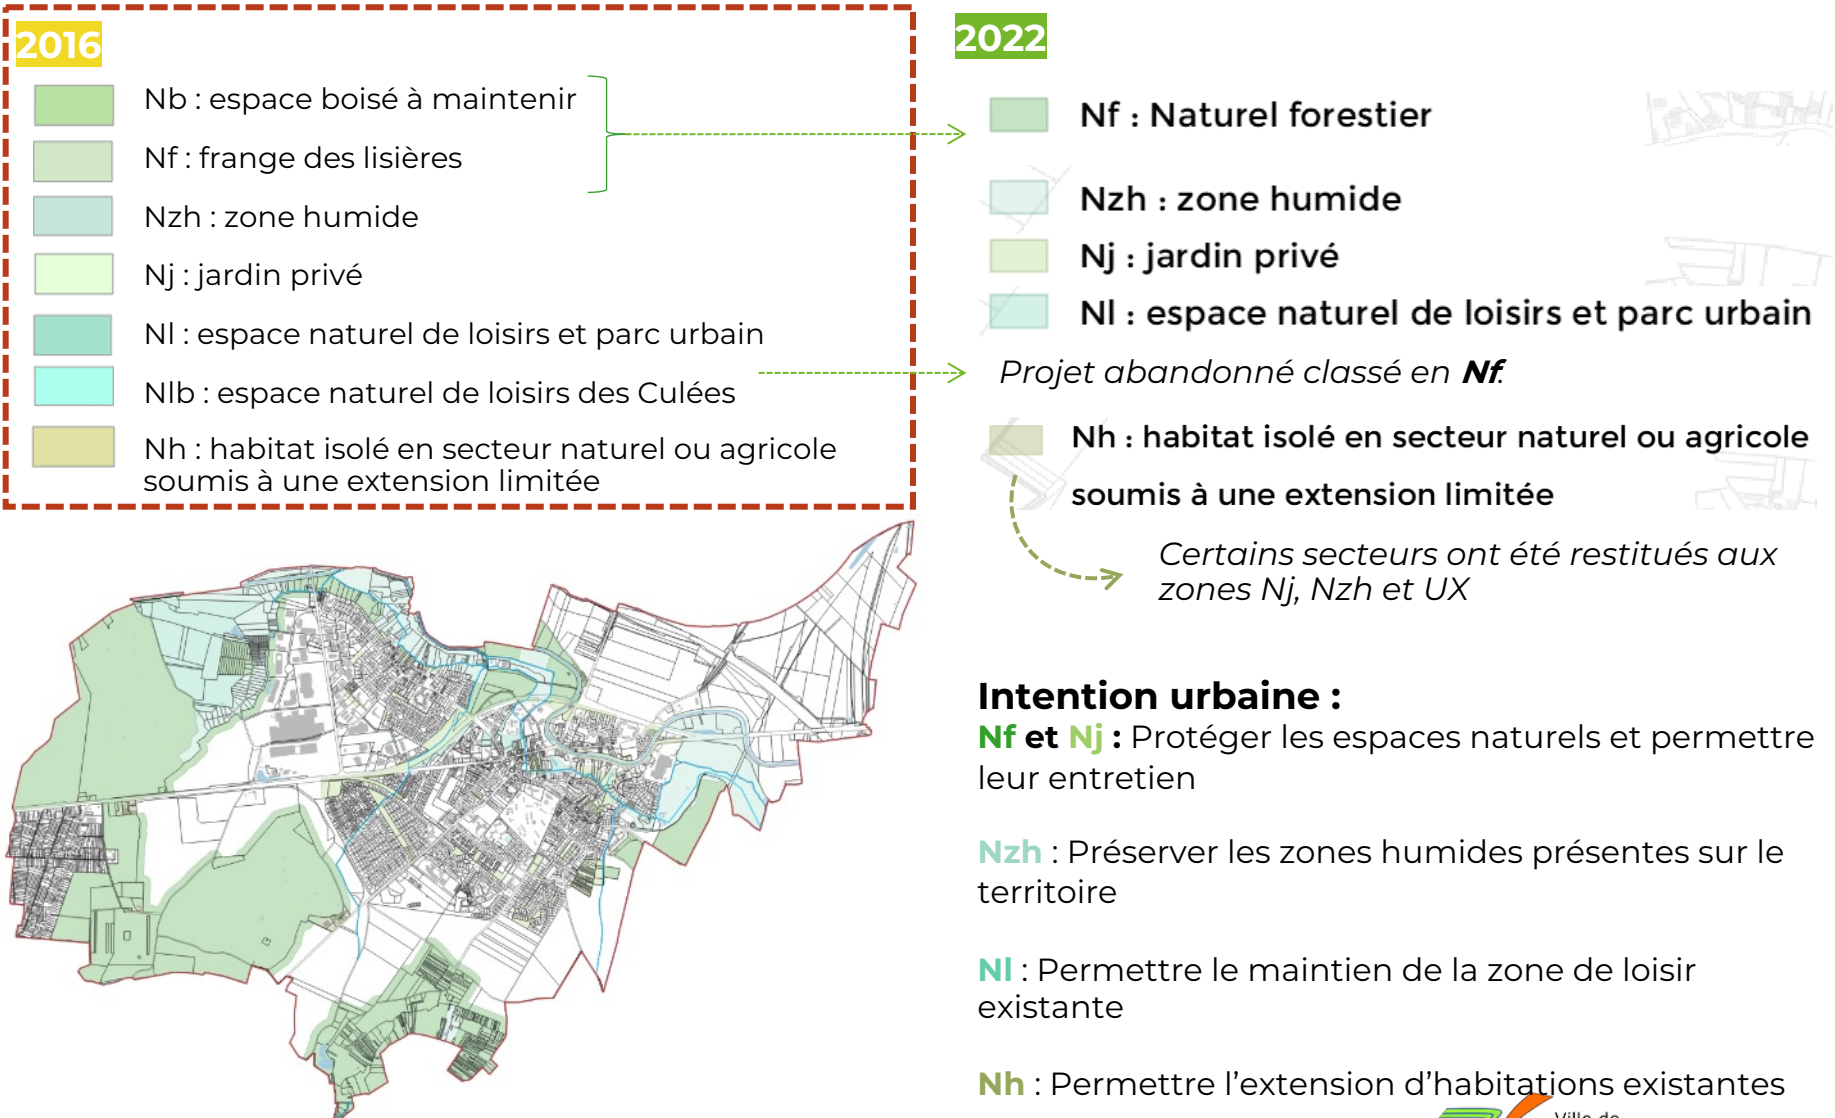 2016
Nb : espace boisé à maintenir
Nf : frange des lisières
Nzh : zone humide
Nj : jardin privé
Nl : espace naturel de loisirs et parc urbain
Nlb : espace naturel de loisirs des Culées
Nh : habitat isolé en secteur naturel ou agricole
soumis à une extension limitée
2022
Nf : Naturel forestier
Nzh : zone humide
Nj : jardin privé
Nl : espace naturel de loisirs et parc urbain
Projet abandonné classé en Nf.
Nh : habitat isolé en secteur naturel ou agricole
soumis à une extension limitée
Certains secteurs ont été restitués aux
zones Nj, Nzh et UX
Intention urbaine :
Nf et Nj : Protéger les espaces naturels et permettre
leur entretien
Nzh : Préserver les zones humides présentes sur le
territoire
Nl : Permettre le maintien de la zone de loisir
existante
Nh : Permettre l’extension d’habitations existantes
Ville de